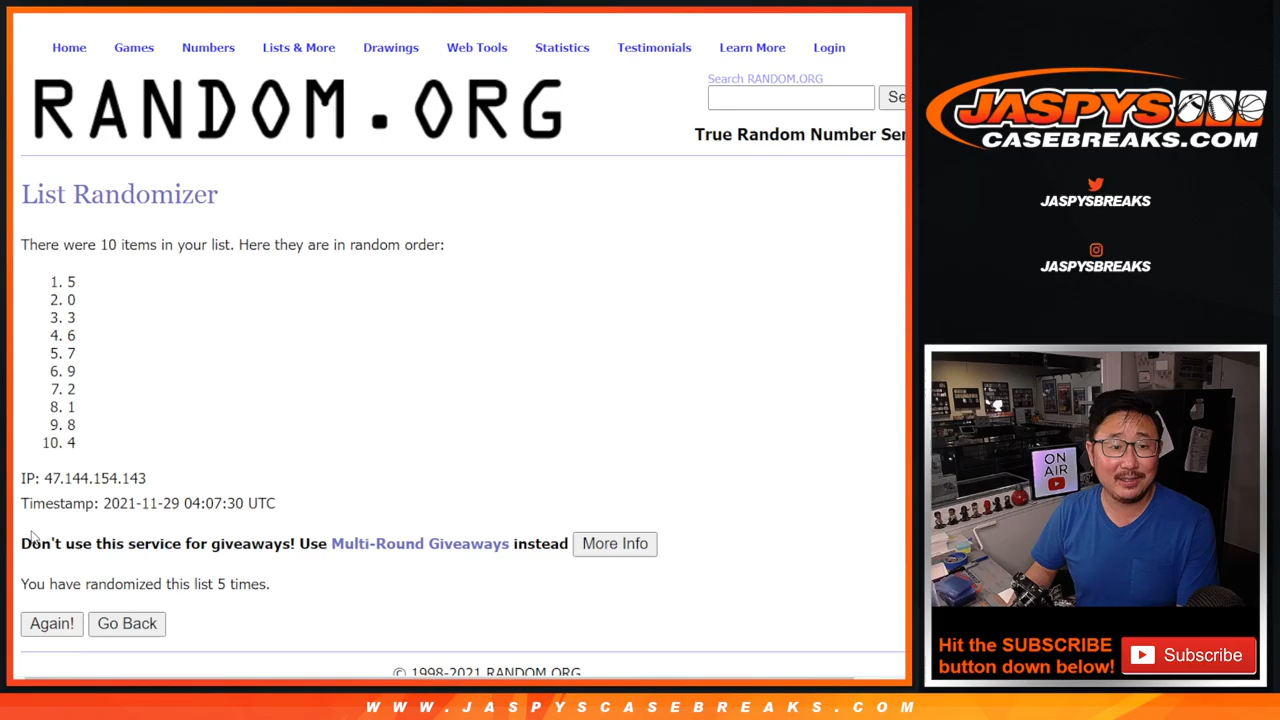 Home Games Numbers Lists & More Drawings Web Tools Statistics Testimonials Learn More Login
Search RANDOM.ORG
RANDOM.ORG
Se
True Random Number Ser
List Randomizer
There were 10 items in your list. Here they are in random order:
1. 5
2. 0
3. 3
4. 6
5. 7
6. 9
7. 2
8. 1
9. 8
10. 4
IP: 47.144.154.143
Timestamp: 2021-11-29 04:07:30 UTC
Don't use this service for giveaways! Use Multi-Round Giveaways instead More Info
You have randomized this list 5 times.
Again! Go Back
© 1998-2021 RANDOM.ORG
JASPYS
CASEBREAKS.COM
JASPYSBREAKS
JASPYSBREAKS
ON
AIR
Hit the SUBSCRIBE
button down below!
Subscribe
WWW.JASPYSCASEBREAKS.COM